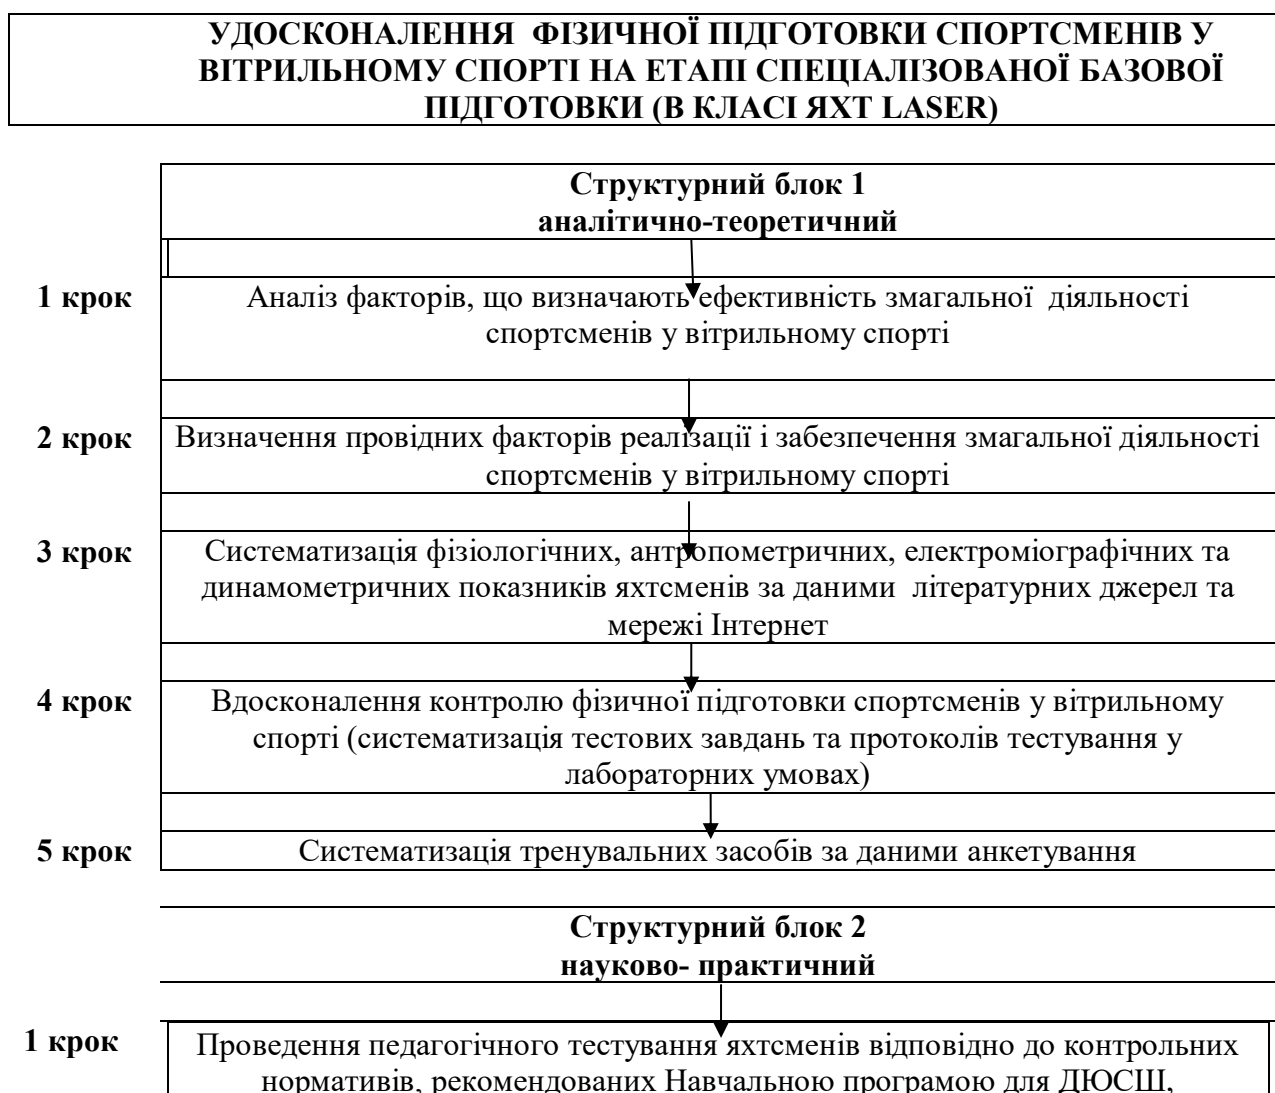 УДОСКОНАЛЕННЯ ФІЗИЧНОЇ ПІДГОТОВКИ СПОРТСМЕНІВ У
ВІТРИЛЬНОМУ СПОРТІ НА ЕТАПІ СПЕЦІАЛІЗОВАНОЇ БАЗОВОЇ
ПІДГОТОВКИ (В КЛАСІ ЯХТ LASER)
Структурний блок 1
аналітично-теоретичний
1 крок
Аналіз факторів, що визначають ефективність змагальної діяльності
спортсменів у вітрильному спорті
2 крок
Визначення провідних факторів реалізації і забезпечення змагальної діяльності
спортсменів у вітрильному спорті
3 крок
Систематизація фізіологічних, антропометричних, електроміографічних та
динамометричних показників яхтсменів за даними літературних джерел та
мережі Інтернет
4 крок
Вдосконалення контролю фізичної підготовки спортсменів у вітрильному
спорті (систематизація тестових завдань та протоколів тестування у
лабораторних умовах)
5 крок
Систематизація тренувальних засобів за даними анкетування
Структурний блок 2
науково- практичний
1 крок
Проведення педагогічного тестування яхтсменів відповідно до контрольних
нормативів, рекомендованих Навчальною програмою для ДЮСШ,